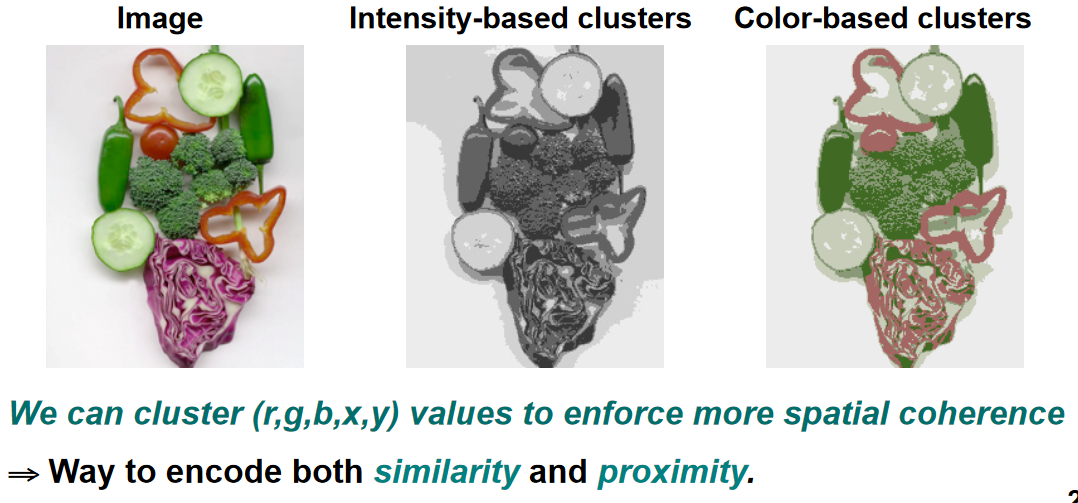 Image
Intensity-based clusters
Color-based clusters
We can cluster (r,g,b,x,y) values to enforce more spatial coherence
⇒ Way to encode both similarity and proximity.
2